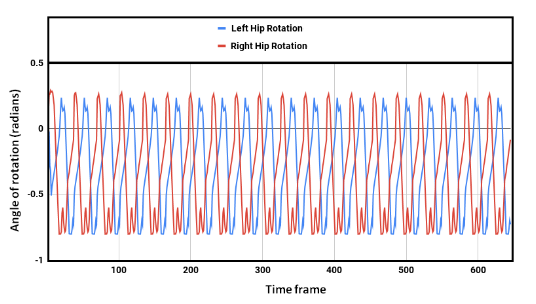 Left Hip Rotation
Right Hip Rotation
Angle of rotation (radians)
0.5
0
-0.5
-1
100
200
300
400
500
600
Time frame